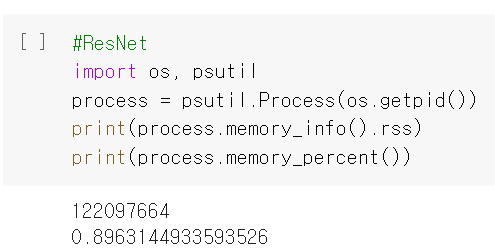 [ ] #ResNet
import os, psutil
process = psutil.Process(os.getpid())
print(process.memory_info().rss)
print(process.memory_percent())
122097664
0.8963144933593526